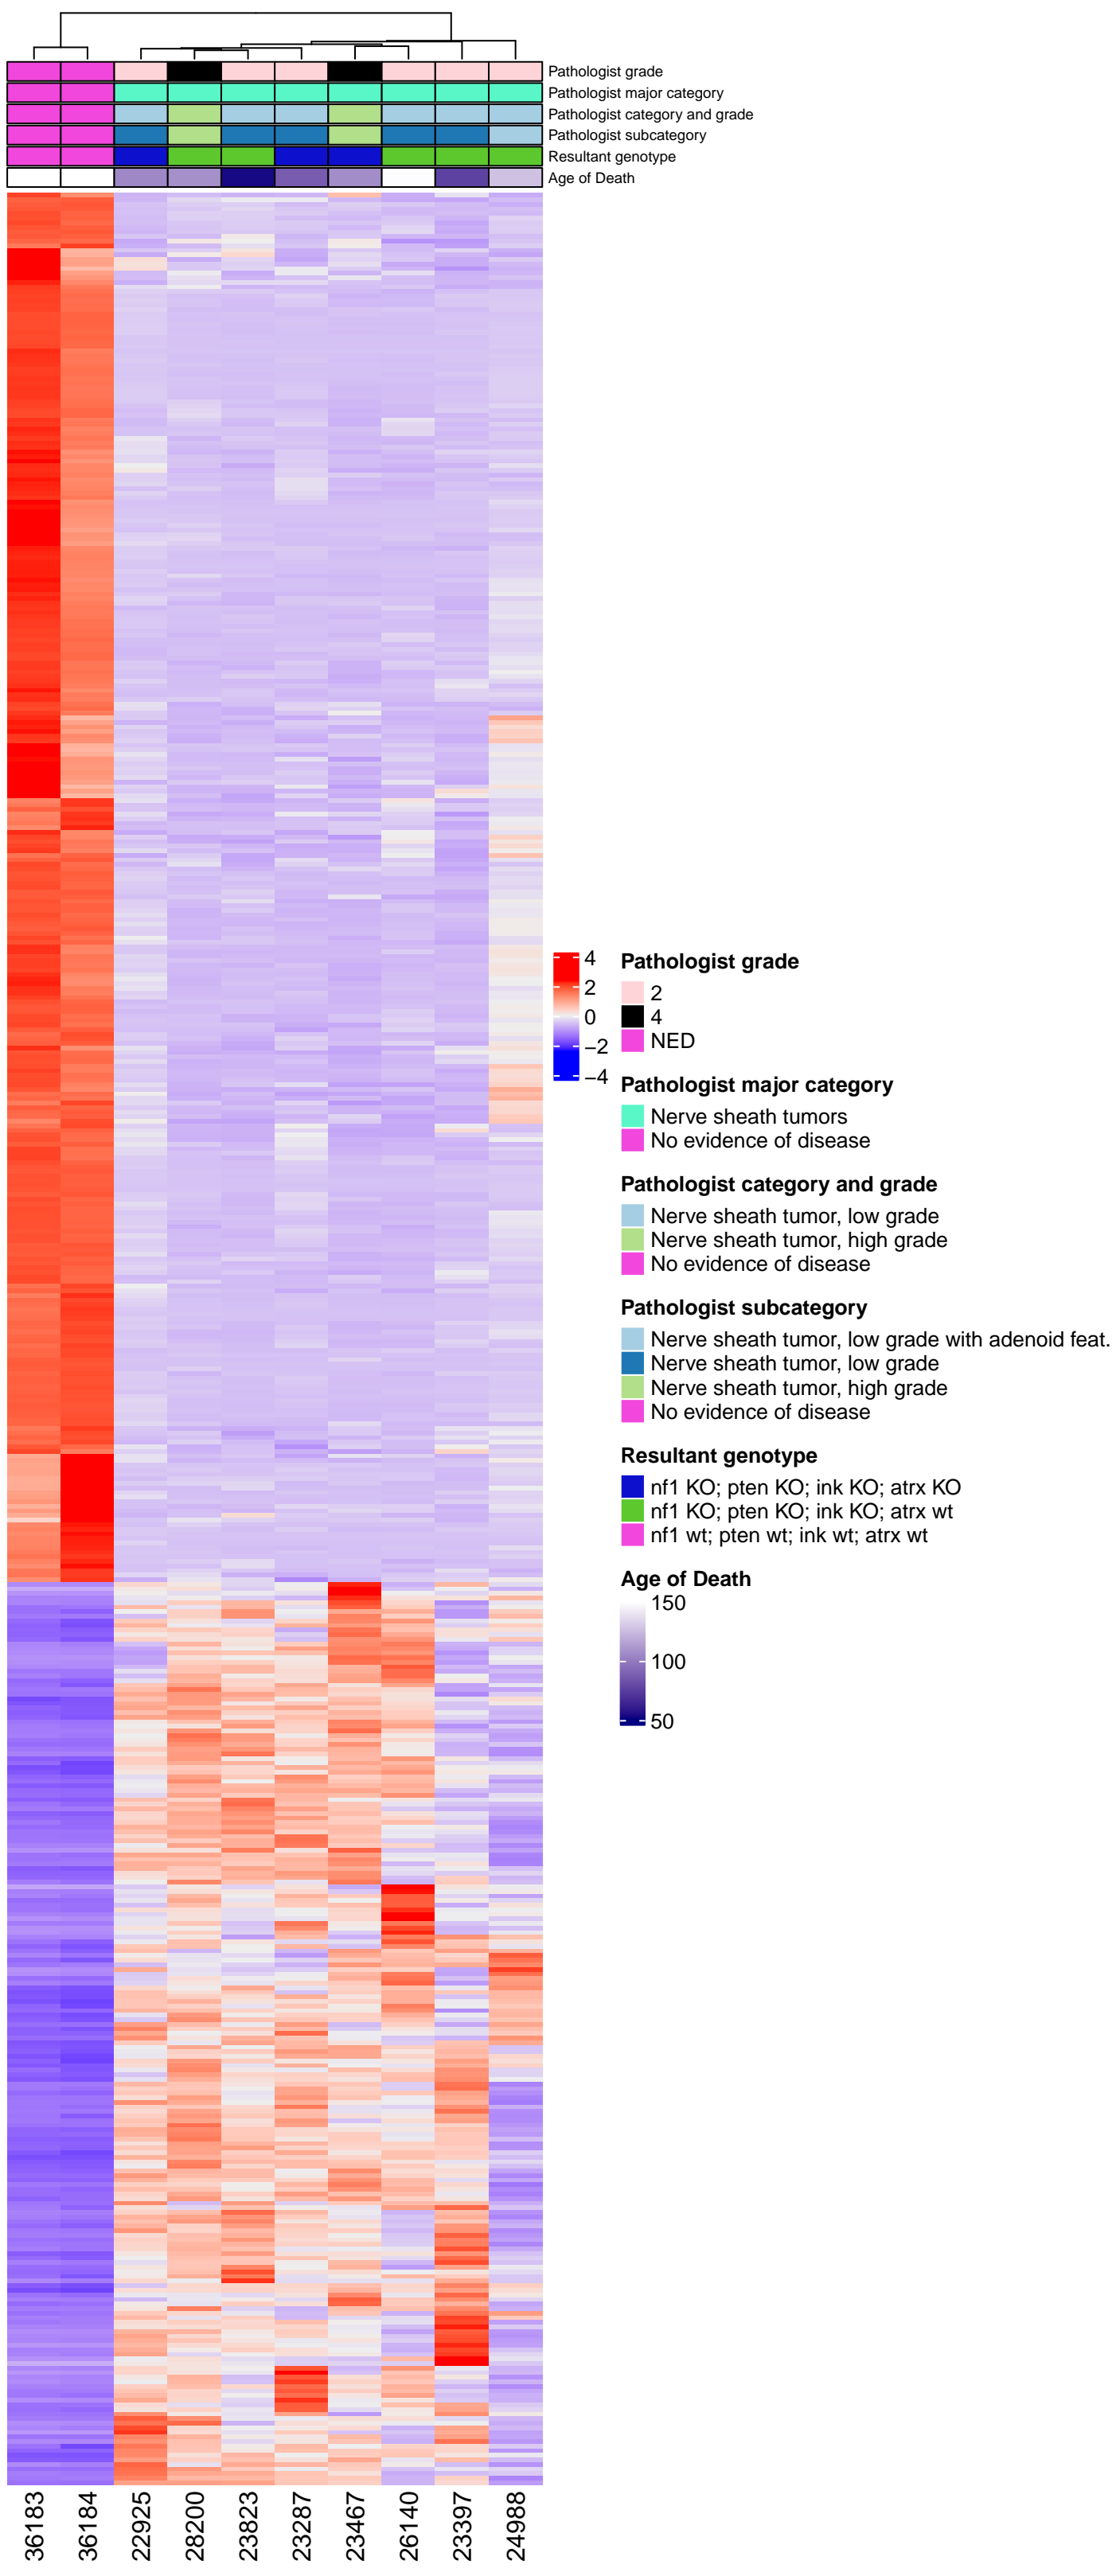 Pathologist grade
Pathologist major category
Pathologist category and grade
Pathologist subcategory
Resultant genotype
Age of Death
4
2
0
−2
−4
Pathologist grade
2
4
NED
Pathologist major category
Nerve sheath tumors
No evidence of disease
Pathologist category and grade
Nerve sheath tumor, low grade
Nerve sheath tumor, high grade
No evidence of disease
Pathologist subcategory
Nerve sheath tumor, low grade with adenoid feat.
Nerve sheath tumor, low grade
Nerve sheath tumor, high grade
No evidence of disease
Resultant genotype
nf1 KO; pten KO; ink KO; atrx KO
nf1 KO; pten KO; ink KO; atrx wt
nf1 wt; pten wt; ink wt; atrx wt
Age of Death
150
100
50
36183
36184
22925
28200
23823
23287
23467
26140
23397
24988